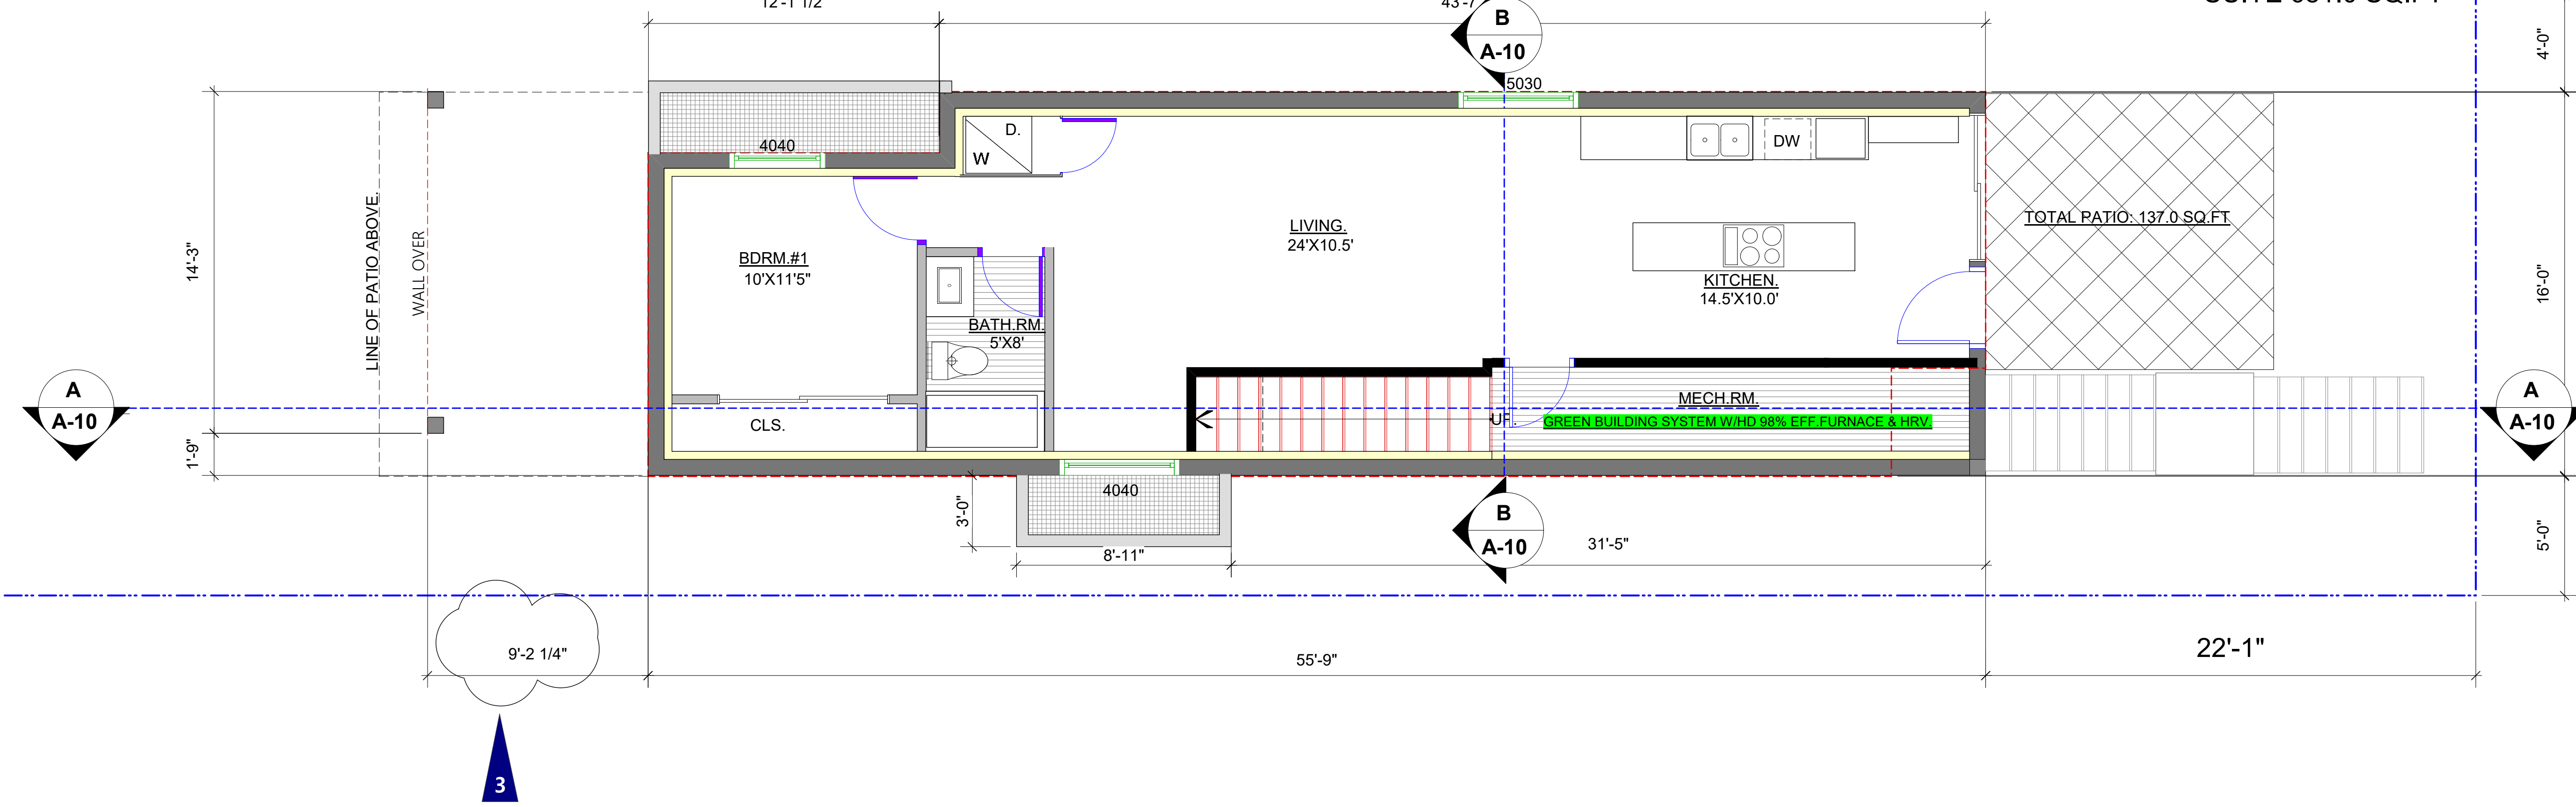 12'-1 1/2
43'-7
B
A-10
4'-0"
5030
D.
W
4040
DW
TOTAL PATIO: 137.0 SQ.FT
LIVING.
24'X10.5'
BDRM.#1
10'X11'5"
KITCHEN.
14.5'X10.0'
BATH.RM.
5'X8'
LINE OF PATIO ABOVE.
WALL OVER
14'-3"
16'-0"
A
A-10
A
A-10
MECH.RM.
GREEN BUILDING SYSTEM W/HD 98% EFF.FURNACE & HRV.
UP.
CLS.
1'-9"
4040
3'-0"
B
A-10
8'-11"
31'-5"
5'-0"
9'-2 1/4"
55'-9"
22'-1"
3